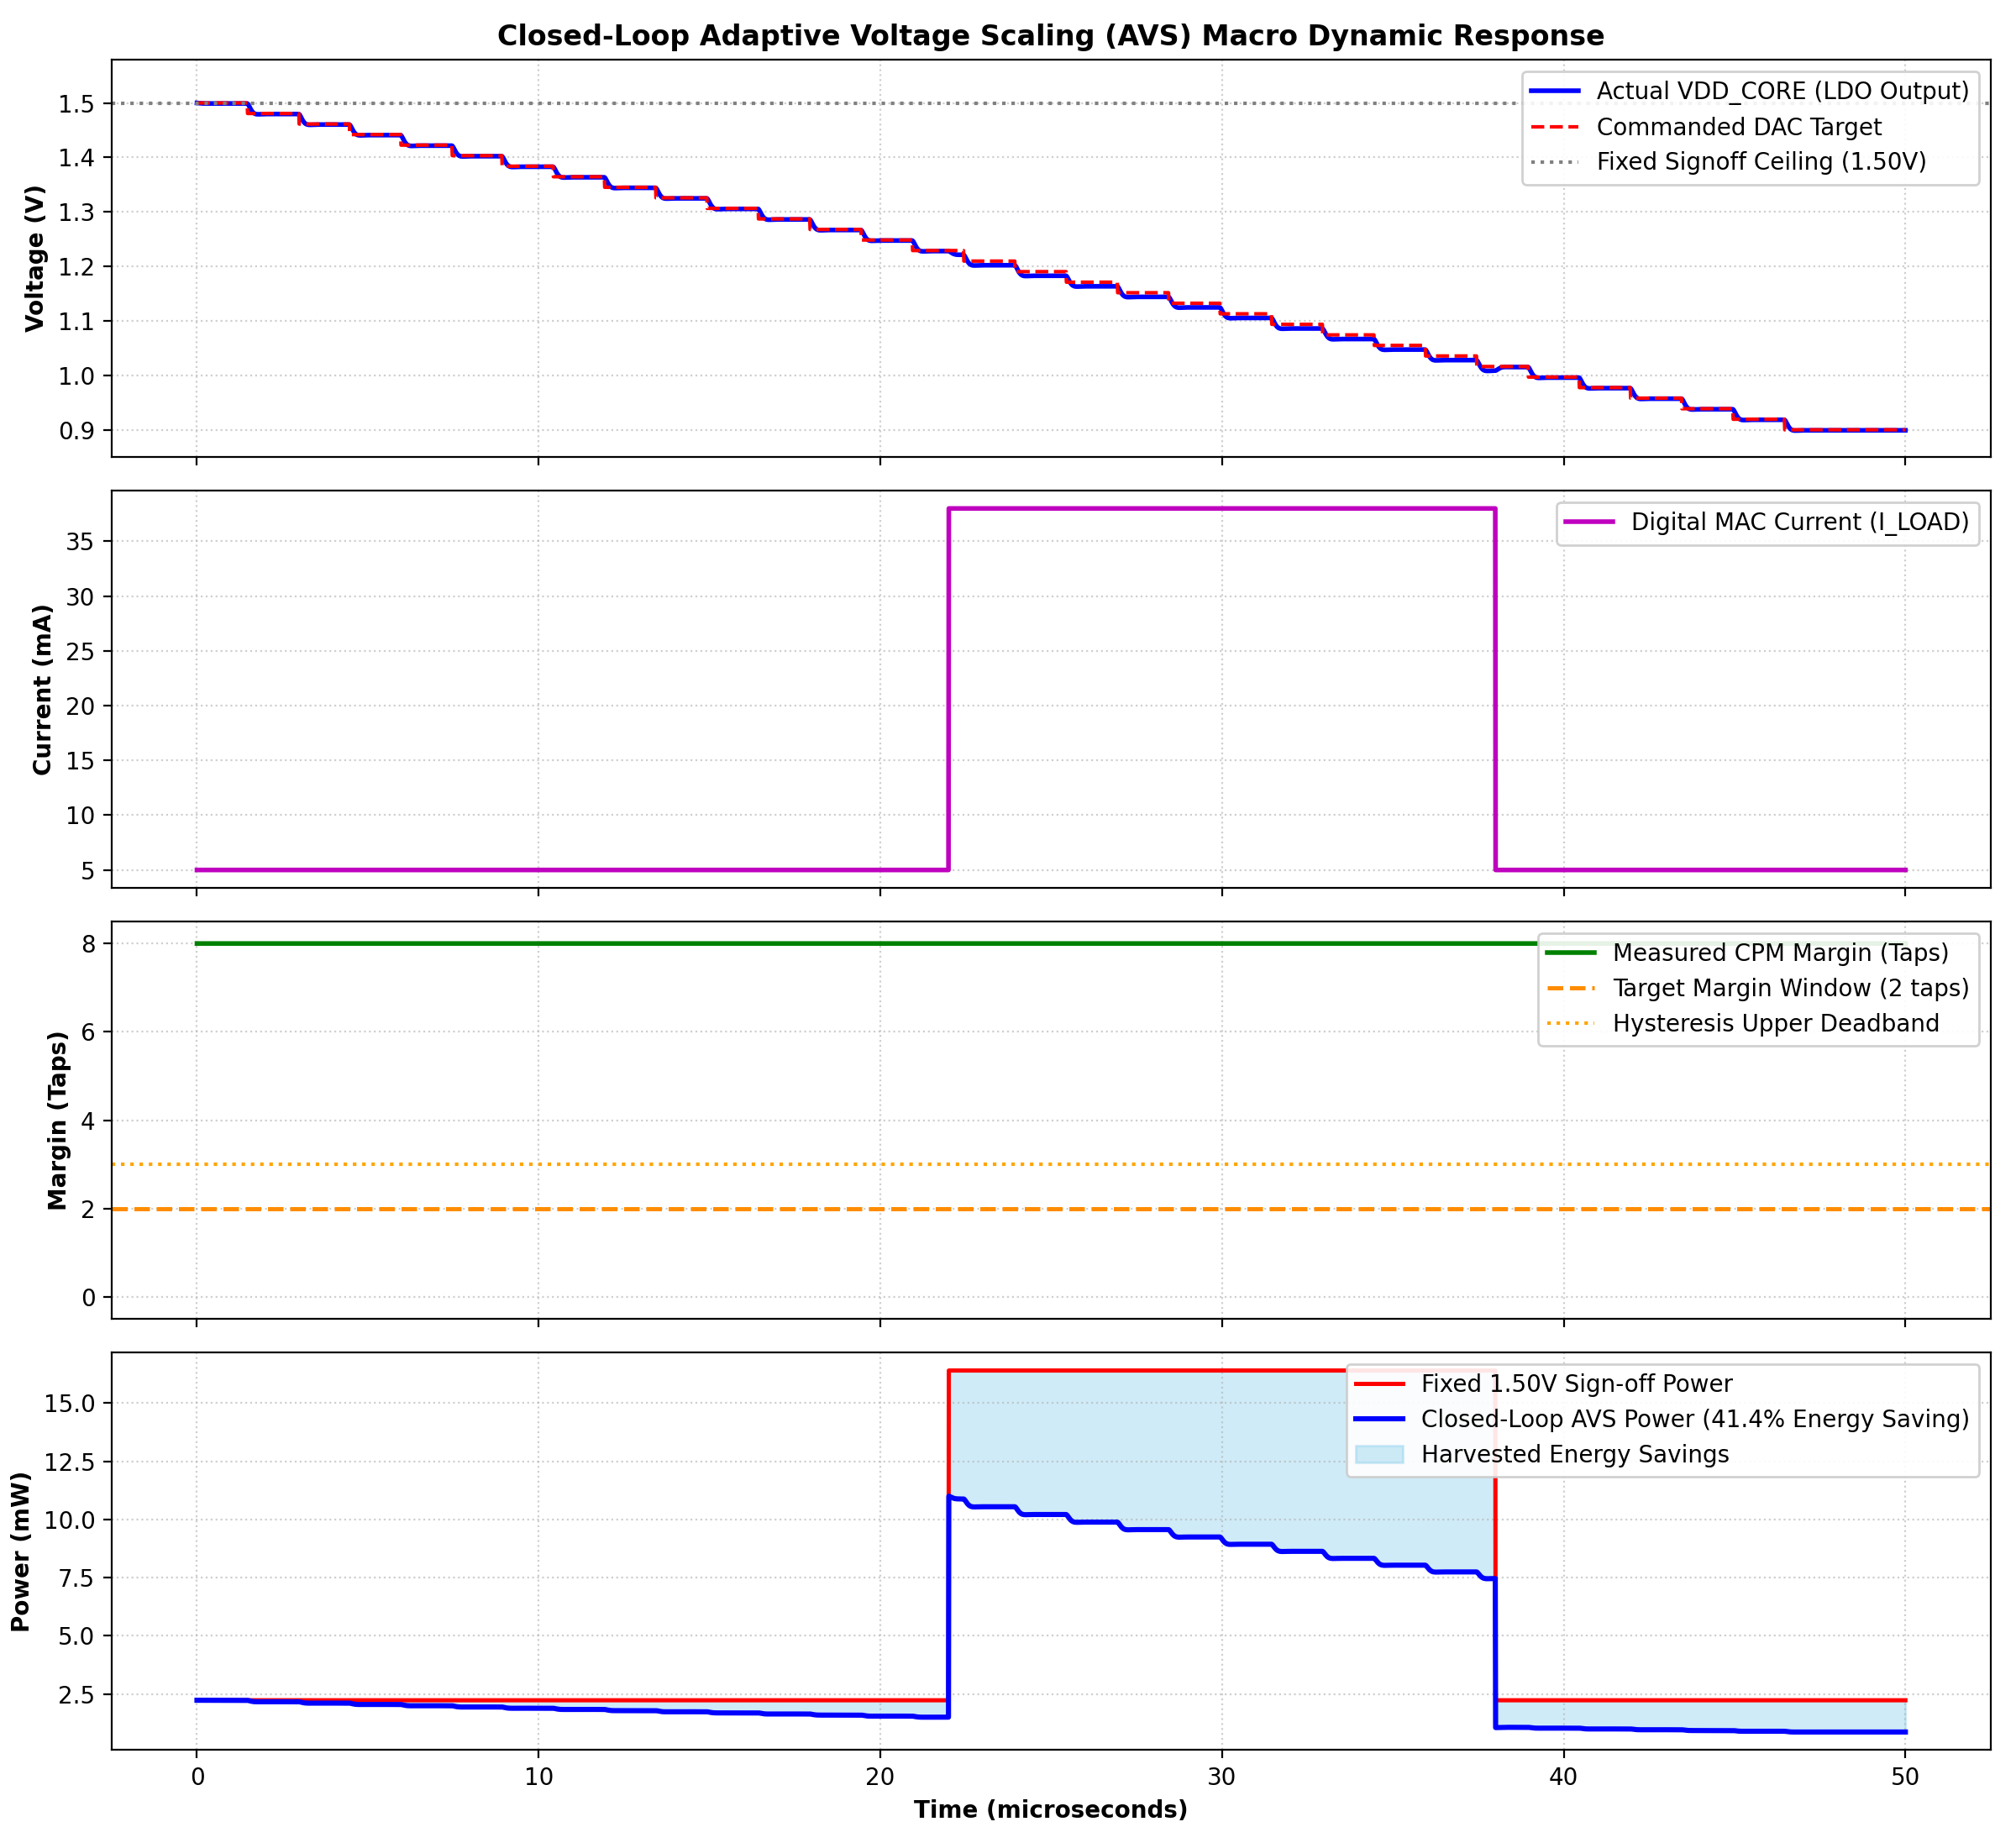 Closed-Loop Adaptive Voltage Scaling (AVS) Macro Dynamic Response
Voltage (V)
1.5
1.4
1.3
1.2
1.1
1.0
0.9
Actual VDD_CORE (LDO Output)
Commanded DAC Target
Fixed Signoff Ceiling (1.50V)
Current (mA)
35
30
25
20
15
10
5
Digital MAC Current (I_LOAD)
Margin (Taps)
8
6
4
2
0
Measured CPM Margin (Taps)
Target Margin Window (2 taps)
Hysteresis Upper Deadband
Power (mW)
15.0
12.5
10.0
7.5
5.0
2.5
Fixed 1.50V Sign-off Power
Closed-Loop AVS Power (41.4% Energy Saving)
Harvested Energy Savings
0 10 20 30 40 50
Time (microseconds)